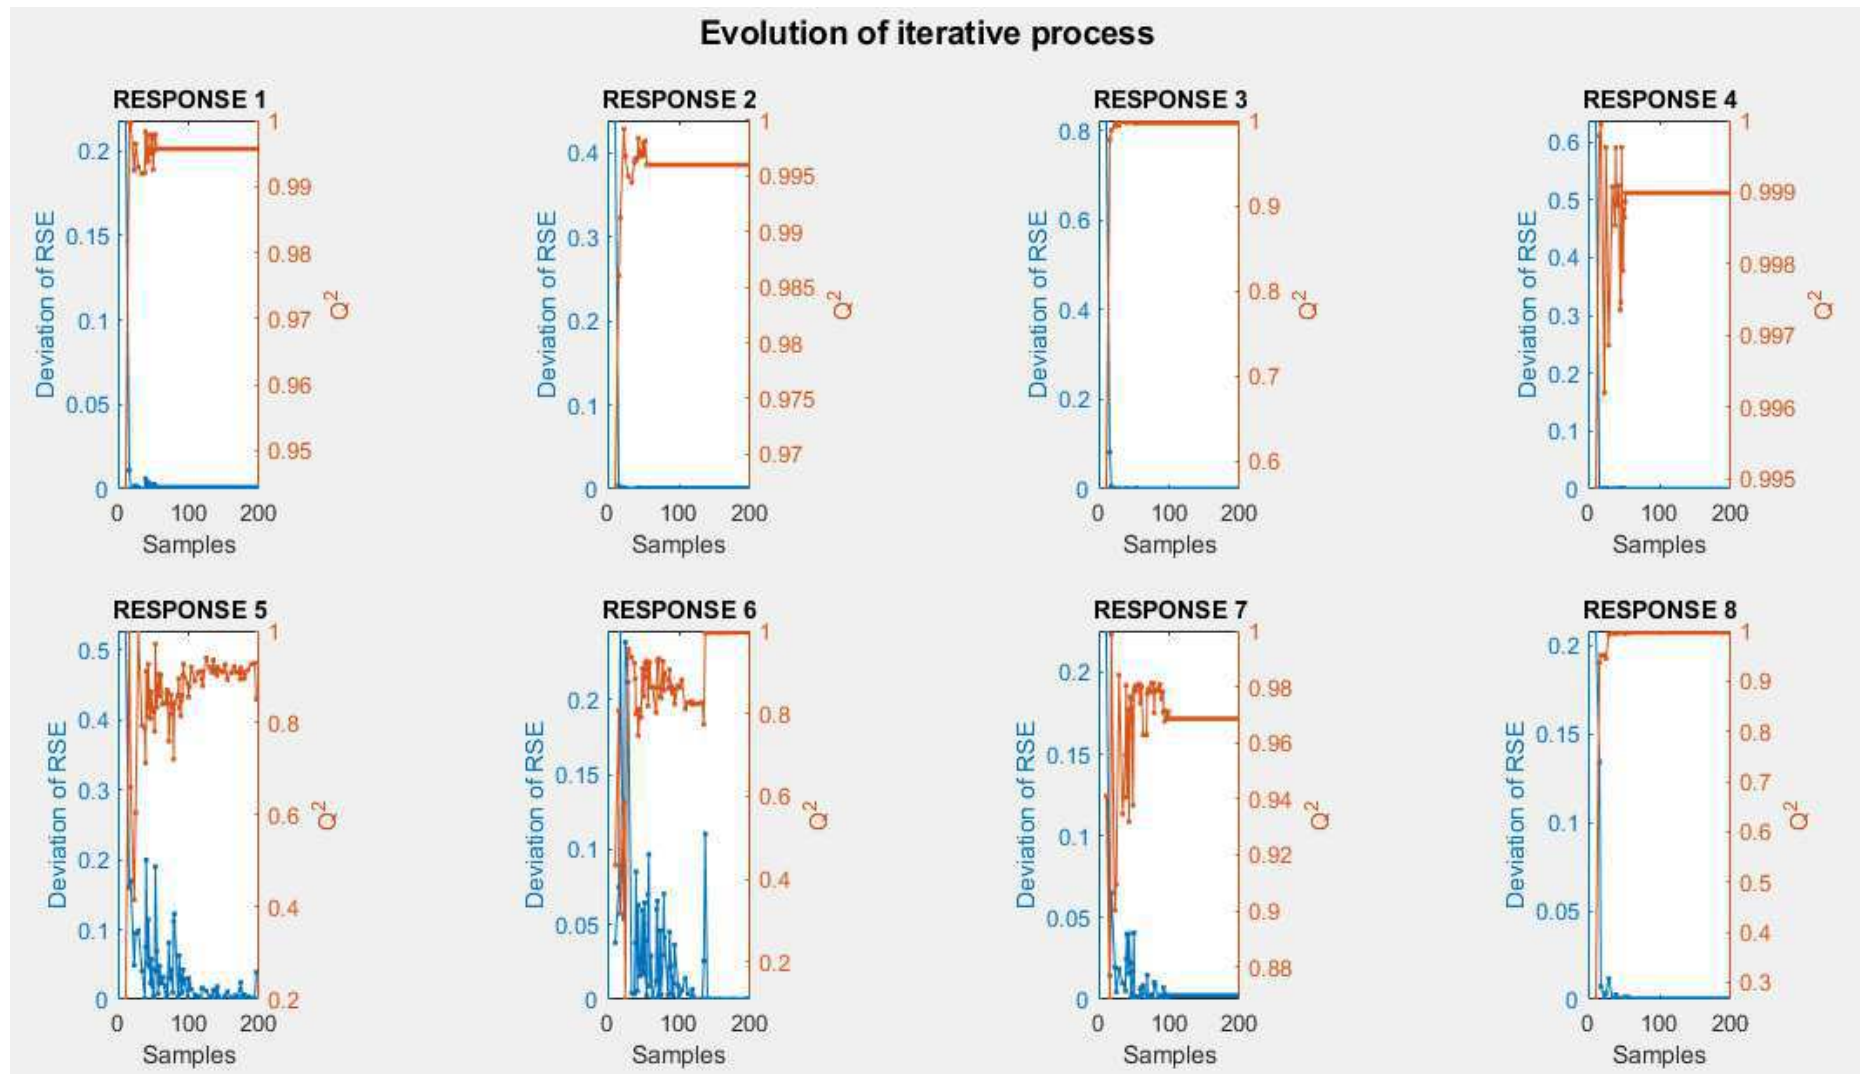 Evolution of iterative process
RESPONSE 1
Deviation of RSE
0.2
0.15
0.1
0.05
0
1
0.99
0.98
0.97
0.96
0.95
Q²
0 100 200
Samples
RESPONSE 2
Deviation of RSE
0.4
0.3
0.2
0.1
0
1
0.995
0.99
0.985
0.98
0.975
0.97
Q²
0 100 200
Samples
RESPONSE 3
Deviation of RSE
0.8
0.6
0.4
0.2
0
1
0.9
0.8
0.7
0.6
Q²
0 100 200
Samples
RESPONSE 4
Deviation of RSE
0.6
0.5
0.4
0.3
0.2
0.1
0
1
0.999
0.998
0.997
0.996
0.995
Q²
0 100 200
Samples
RESPONSE 5
Deviation of RSE
0.5
0.4
0.3
0.2
0.1
0
1
0.8
0.6
0.4
0.2
Q²
0 100 200
Samples
RESPONSE 6
Deviation of RSE
0.2
0.15
0.1
0.05
0
1
0.8
0.6
0.4
0.2
Q²
0 100 200
Samples
RESPONSE 7
Deviation of RSE
0.2
0.15
0.1
0.05
0
1
0.98
0.96
0.94
0.92
0.9
0.88
Q²
0 100 200
Samples
RESPONSE 8
Deviation of RSE
0.2
0.15
0.1
0.05
0
1
0.9
0.8
0.7
0.6
0.5
0.4
0.3
Q²
0 100 200
Samples